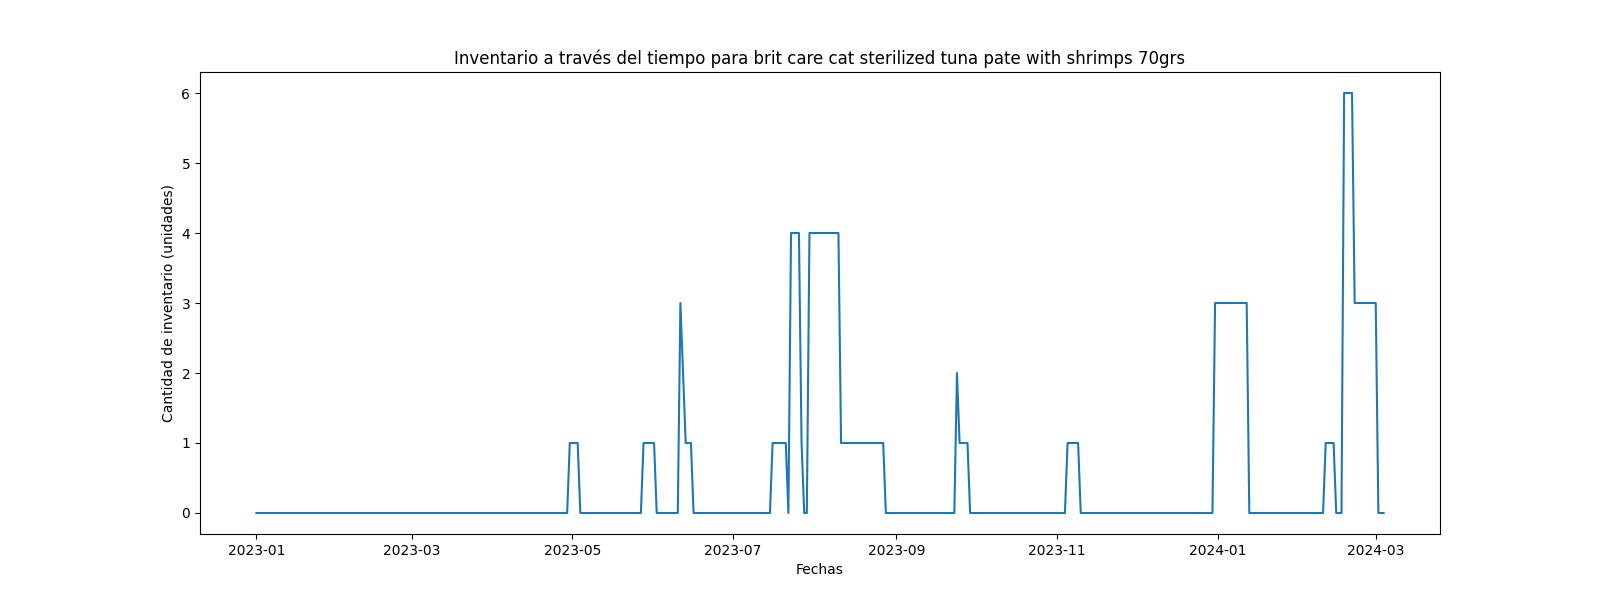 Inventario a través del tiempo para brit care cat sterilized tuna pate with shrimps 70grs
Cantidad de inventario (unidades)
6
5
4
3
2
1
0
2023-01 2023-03 2023-05 2023-07 2023-09 2023-11 2024-01 2024-03
Fechas